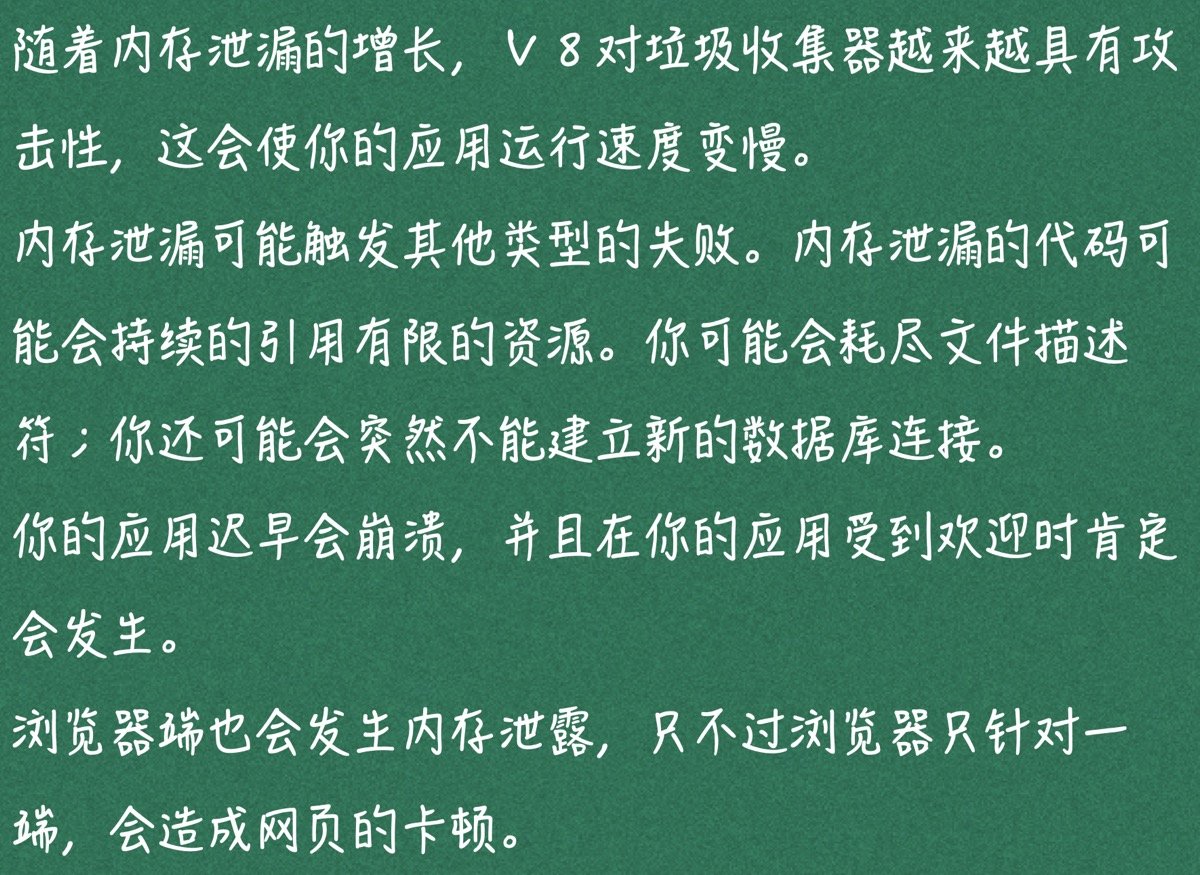 随着内存泄漏的增长，V8对垃圾收集器越来越具有攻
击性，这会使你的应用运行速度变慢。
内存泄漏可能触发其他类型的失败。内存泄漏的代码可
能会持续的引用有限的资源。你可能会耗尽文件描述
符；你还可能会突然不能建立新的数据库连接。
你的应用迟早会崩溃，并且在你的应用受到欢迎时肯定
会发生。
浏览器端也会发生内存泄露，只不过浏览器只针对一
端，会造成网页的卡顿。